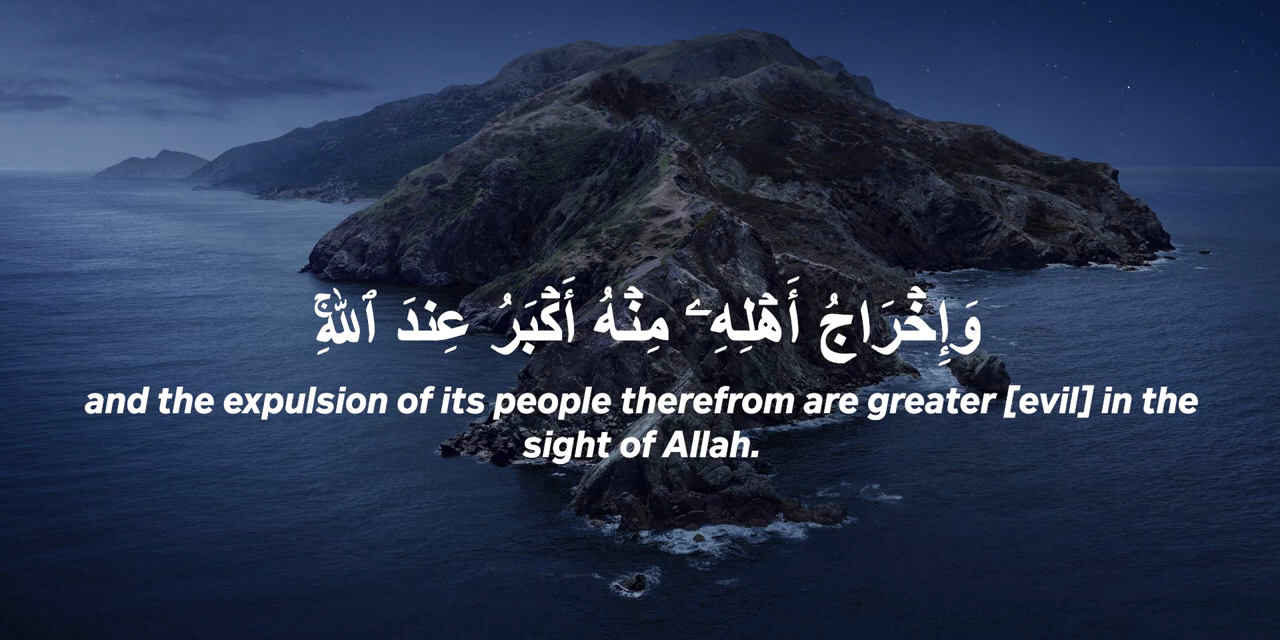 وَإِخۡرَاجُ أَهۡلِهِۦ مِنۡهُ أَكۡبَرُ عِندَ ٱللَّهِۚ
and the expulsion of its people therefrom are greater [evil] in the
sight of Allah.